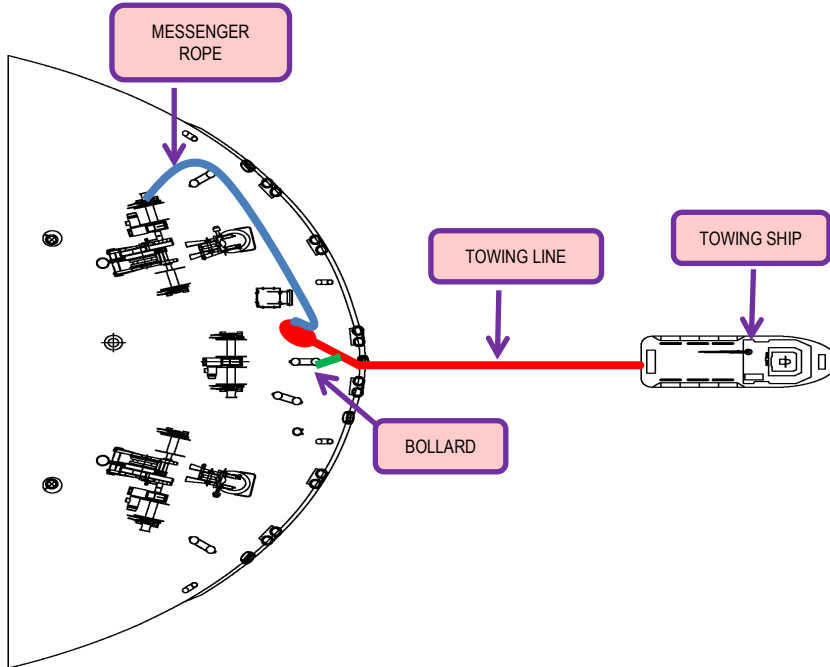 MESSENGER
ROPE
TOWING LINE
TOWING SHIP
BOLLARD